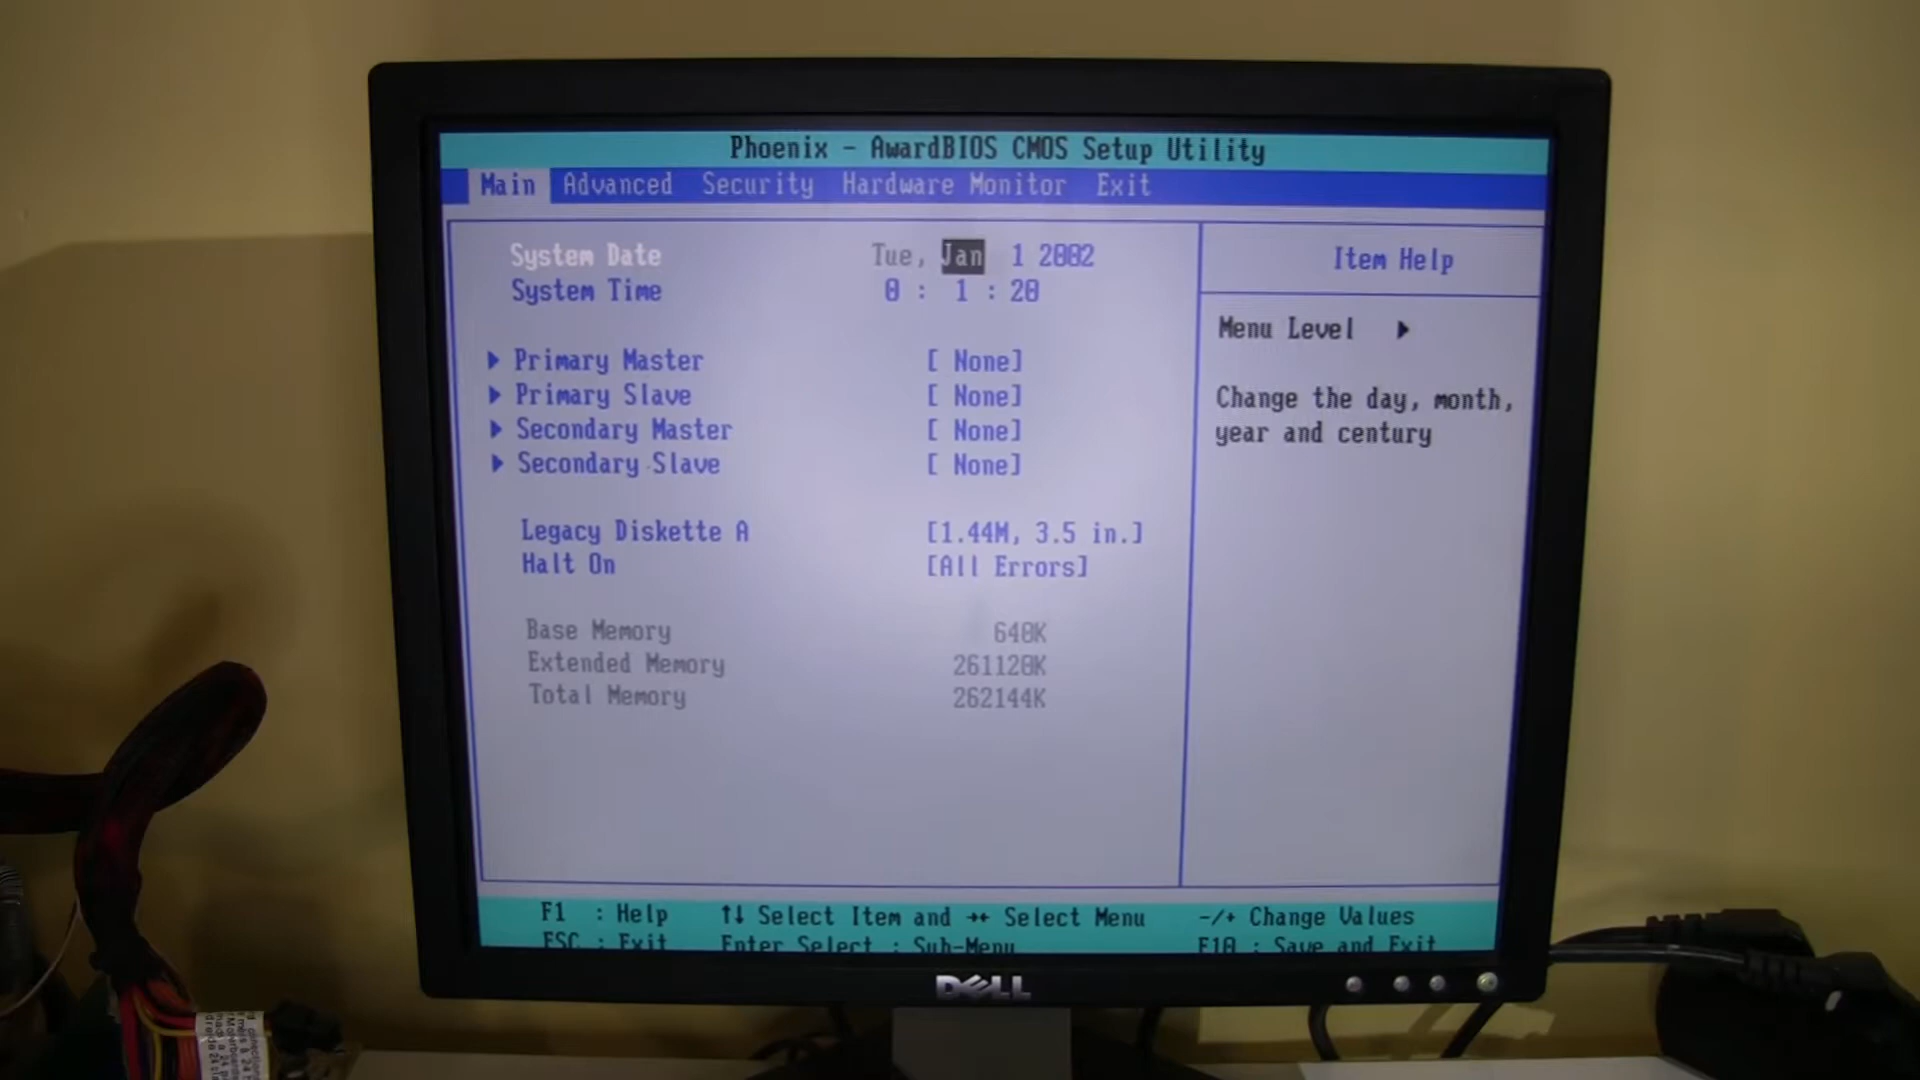 Phoenix - AwardBIOS CMOS Setup Utility
Main Advanced Security Hardware Monitor Exit
System Date Tue, Jan 1 2002
System Time 0 : 1 : 20
Primary Master [ None]
Primary Slave [ None]
Secondary Master [ None]
Secondary Slave [ None]
Legacy Diskette A [1.44M, 3.5 in.]
Halt On [All Errors]
Base Memory 640K
Extended Memory 261120K
Total Memory 262144K
Item Help
Menu Level
Change the day, month,
year and century
F1 : Help ↑↓ Select Item and →← Select Menu -/+ Change Values
ESC : Exit Enter Select : Sub-Menu F10 : Save and Exit
DELL